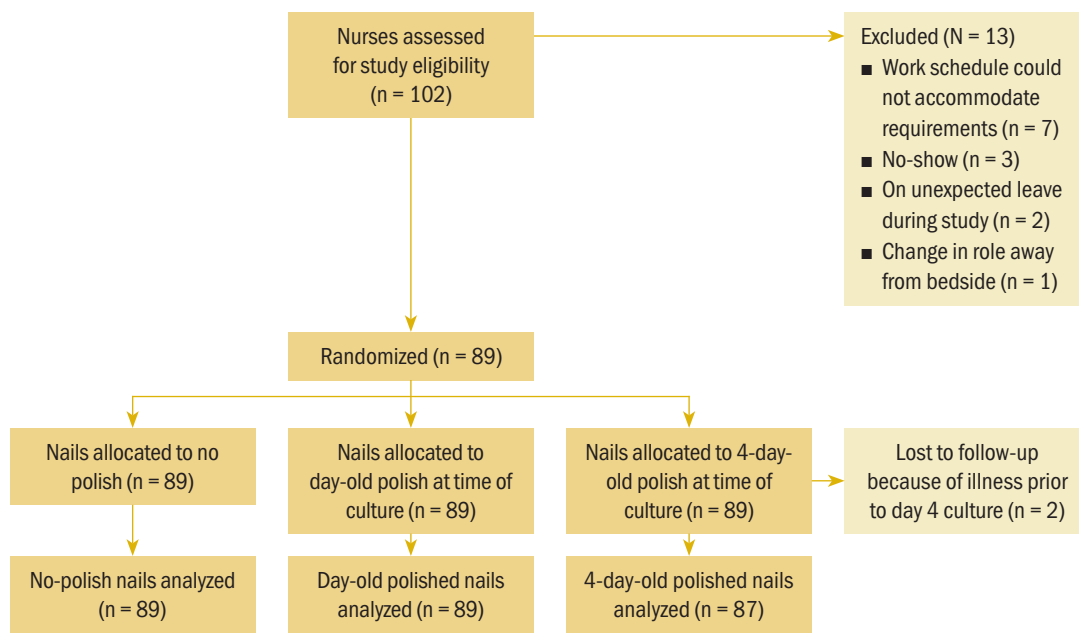 Nurses assessed
for study eligibility
(n = 102)
Excluded (N = 13)
■ Work schedule could
not accommodate
requirements (n = 7)
■ No-show (n = 3)
■ On unexpected leave
during study (n = 2)
■ Change in role away
from bedside (n = 1)
Randomized (n = 89)
Nails allocated to no
polish (n = 89)
Nails allocated to
day-old polish at time of
culture (n = 89)
Nails allocated to 4-day-
old polish at time of
culture (n = 89)
Lost to follow-up
because of illness prior
to day 4 culture (n = 2)
No-polish nails analyzed
(n = 89)
Day-old polished nails
analyzed (n = 89)
4-day-old polished nails
analyzed (n = 87)